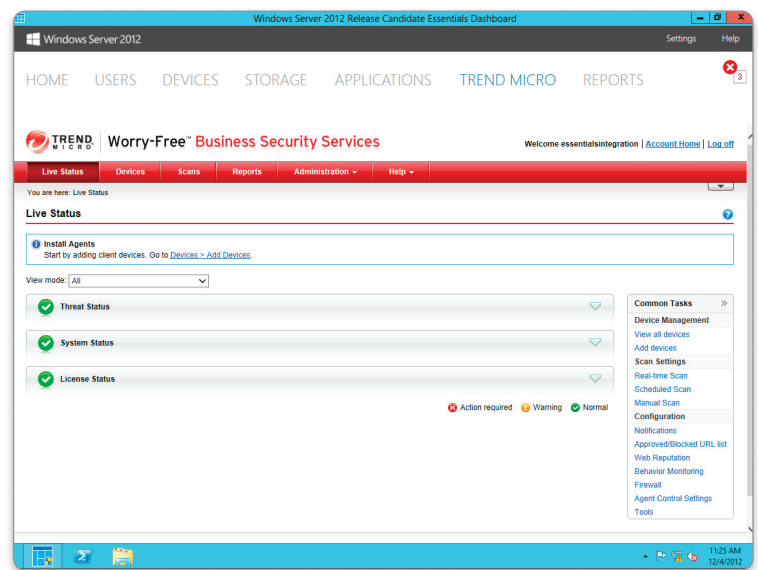 Windows Server 2012 Release Candidate Essentials Dashboard
Windows Server 2012 Settings Help
HOME USERS DEVICES STORAGE APPLICATIONS TREND MICRO REPORTS 3
TREND MICRO Worry-Free™ Business Security Services Welcome essentialsintegration | Account Home | Log off
Live Status Devices Scans Reports Administration Help
You are here: Live Status
Live Status
Install Agents
Start by adding client devices. Go to Devices > Add Devices.
View mode: All
Threat Status
System Status
License Status
Action required Warning Normal
Common Tasks »
Device Management
View all devices
Add devices
Scan Settings
Real-time Scan
Scheduled Scan
Manual Scan
Configuration
Notifications
Approved/Blocked URL list
Web Reputation
Behavior Monitoring
Firewall
Agent Control Settings
Tools
11:25 AM
12/4/2012